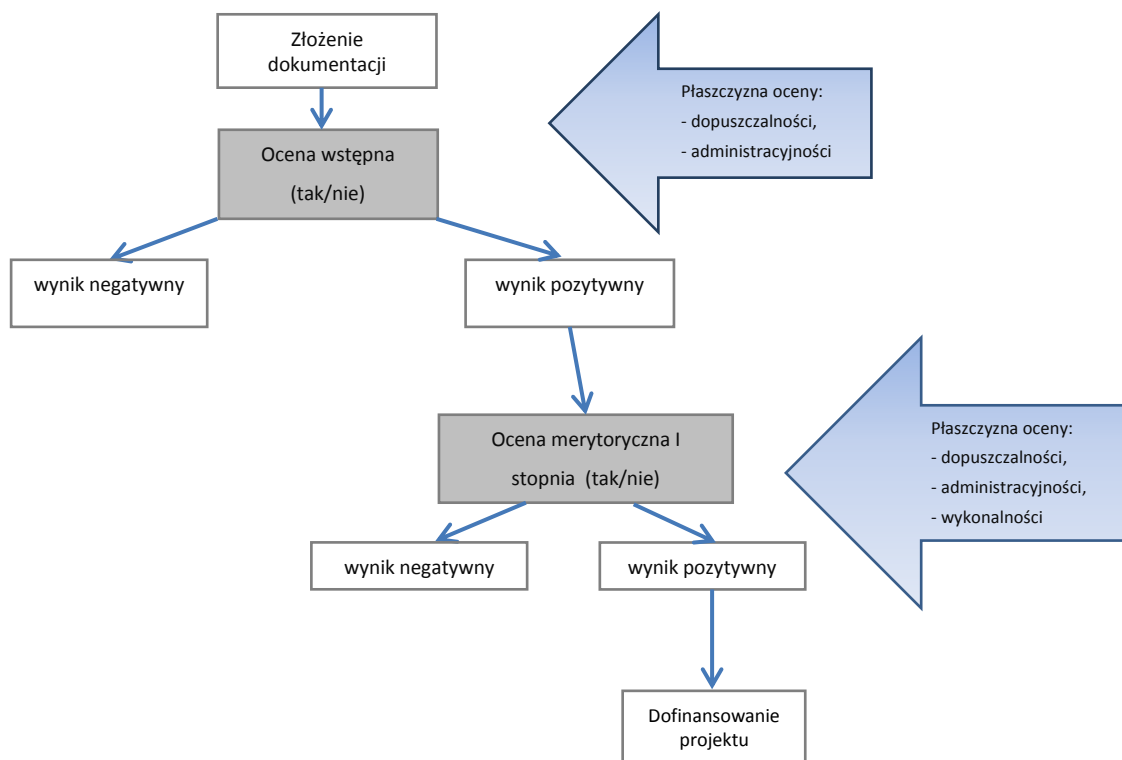 Złożenie
dokumentacji
Płaszczyzna oceny:
- dopuszczalności,
- administracyjności
Ocena wstępna
(tak/nie)
wynik negatywny
wynik pozytywny
Ocena merytoryczna I
stopnia (tak/nie)
Płaszczyzna oceny:
- dopuszczalności,
- administracyjności,
- wykonalności
wynik negatywny
wynik pozytywny
Dofinansowanie
projektu